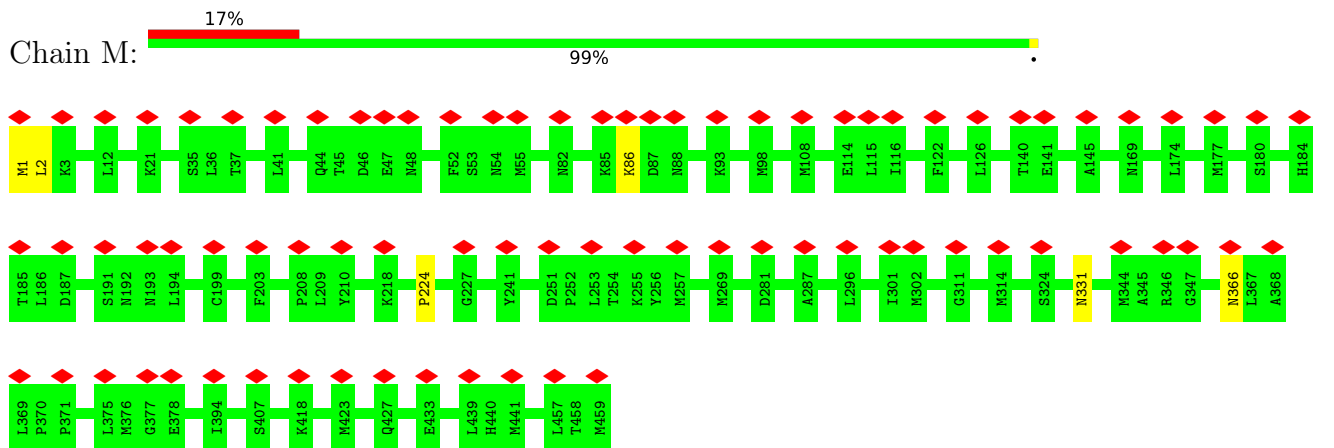 17%
Chain M:
99%
.
M1 L2 K3 L12 K21 S35 L36 T37 L41 Q44 T45 D46 E47 N48 F52 S53 N54 M55 N82 K85 K86 D87 N88 K93 M98 M108 E114 L115 I116 F122 L126 T140 E141 A145 N169 L174 M177 S180 H184
T185 L186 D187 S191 N192 N193 L194 C199 F203 P208 L209 Y210 K218 P224 G227 Y241 D251 P252 L253 T254 K255 Y256 M257 M269 D281 A287 L296 I301 M302 G311 M314 S324 N331 M344 A345 R346 G347 N366 L367 A368
L369 P370 P371 L375 M376 G377 E378 I394 S407 K418 M423 Q427 E433 L439 H440 M441 L457 T458 M459